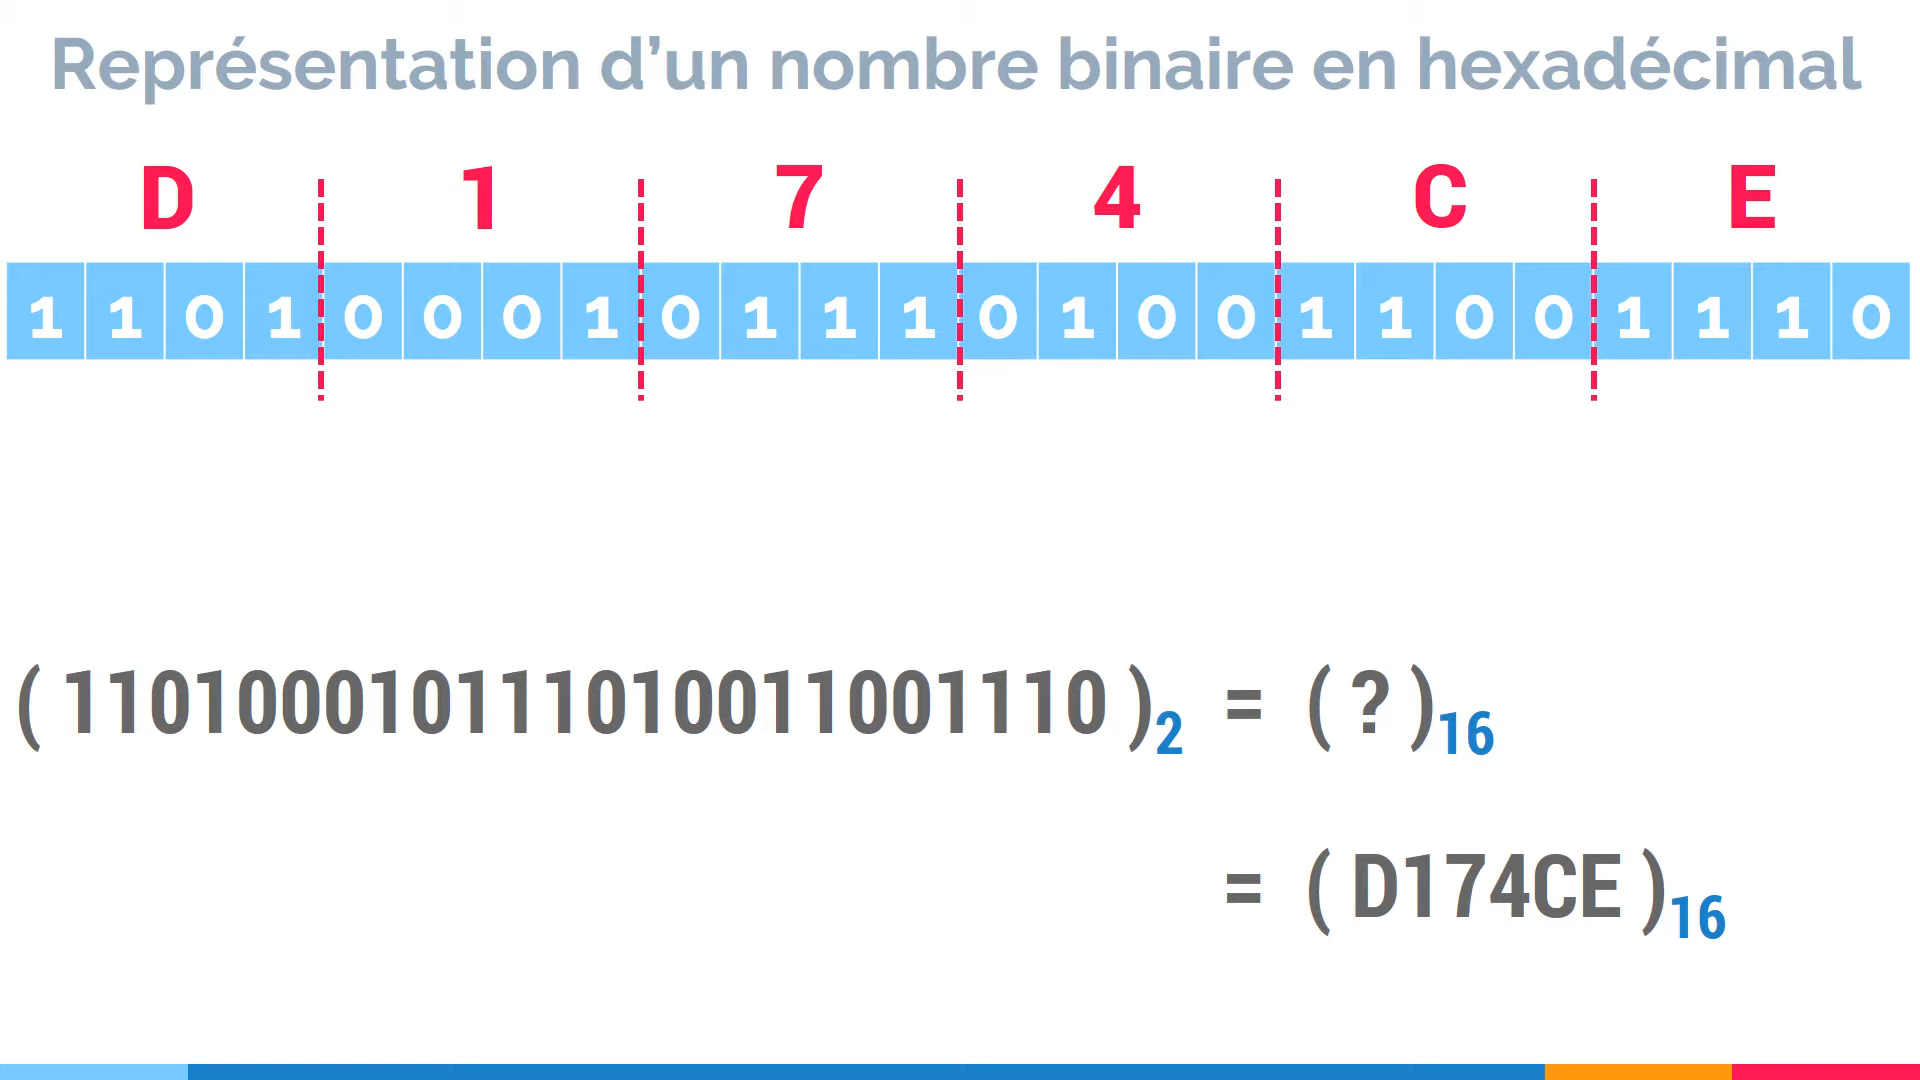 Représentation d’un nombre binaire en hexadécimal
D 1 7 4 C E
1 1 0 1 0 0 0 1 0 1 1 1 0 1 0 0 1 1 0 0 1 1 1 0
( 110100010111010011001110 )2 = ( ? )16
= ( D174CE )16